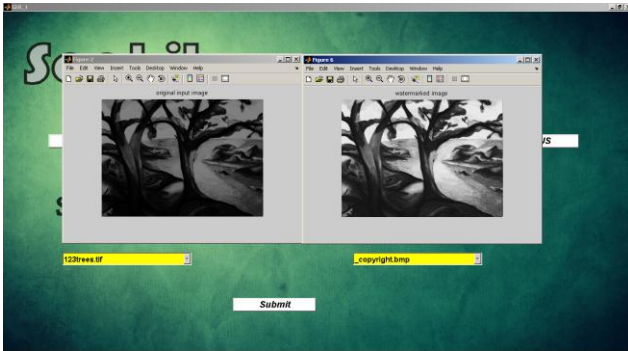 GUI_1
Figure 2
File Edit View Insert Tools Desktop Window Help
original input image
Figure 6
File Edit View Insert Tools Desktop Window Help
watermarked image
123trees.tif
_copyright.bmp
Submit